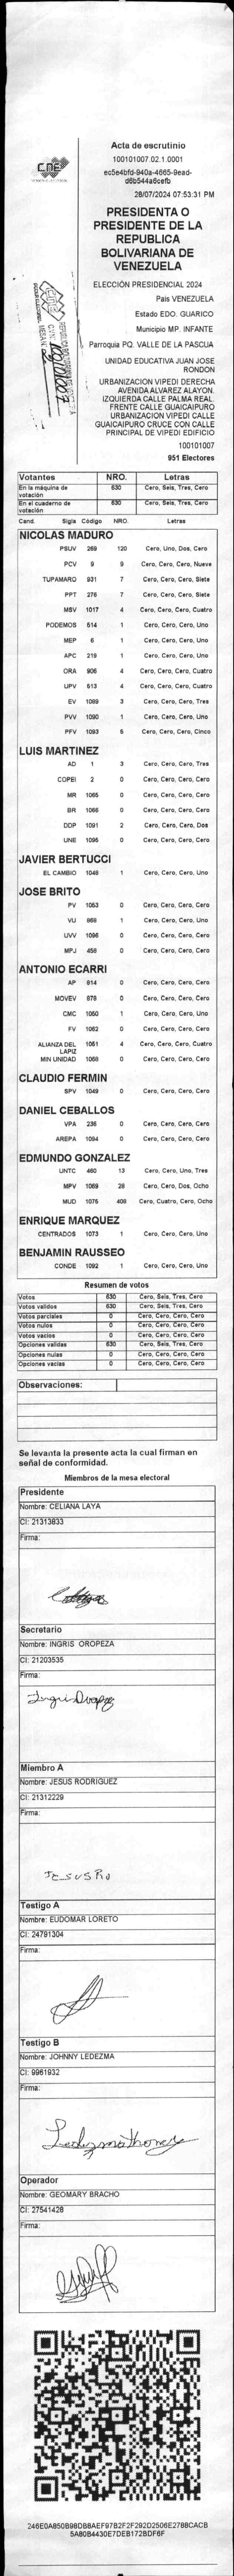 Acta de escrutinio
100101007.02.1.0001
ec5e4bfd-940a-4665-9ead-
d6b544a6cefb
28/07/2024 07:53:31 PM
CNE
PRESIDENTA O
PRESIDENTE DE LA
REPUBLICA
BOLIVARIANA DE
VENEZUELA
ELECCIÓN PRESIDENCIAL 2024
País VENEZUELA
Estado EDO. GUARICO
Municipio MP. INFANTE
Parroquia PQ. VALLE DE LA PASCUA
UNIDAD EDUCATIVA JUAN JOSE
RONDON
URBANIZACION VIPEDI DERECHA
AVENIDA ALVAREZ ALAYON.
IZQUIERDA CALLE PALMA REAL.
FRENTE CALLE GUAICAIPURO
URBANIZACION VIPEDI CALLE
GUAICAIPURO CRUCE CON CALLE
PRINCIPAL DE VIPEDI EDIFICIO
100101007
951 Electores
Votantes NRO. Letras
En la máquina de votación 630 Cero, Seis, Tres, Cero
En el cuaderno de votación 630 Cero, Seis, Tres, Cero
Cand. Sigla Código NRO. Letras
NICOLAS MADURO
PSUV 269 120 Cero, Uno, Dos, Cero
PCV 9 9 Cero, Cero, Cero, Nueve
TUPAMARO 931 7 Cero, Cero, Cero, Siete
PPT 276 7 Cero, Cero, Cero, Siete
MSV 1017 4 Cero, Cero, Cero, Cuatro
PODEMOS 514 1 Cero, Cero, Cero, Uno
MEP 6 1 Cero, Cero, Cero, Uno
APC 219 1 Cero, Cero, Cero, Uno
ORA 906 4 Cero, Cero, Cero, Cuatro
UPV 513 4 Cero, Cero, Cero, Cuatro
EV 1089 3 Cero, Cero, Cero, Tres
PVV 1090 1 Cero, Cero, Cero, Uno
PFV 1093 5 Cero, Cero, Cero, Cinco
LUIS MARTINEZ
AD 1 3 Cero, Cero, Cero, Tres
COPEI 2 0 Cero, Cero, Cero, Cero
MR 1065 0 Cero, Cero, Cero, Cero
BR 1066 0 Cero, Cero, Cero, Cero
DDP 1091 2 Cero, Cero, Cero, Dos
UNE 1095 0 Cero, Cero, Cero, Cero
JAVIER BERTUCCI
EL CAMBIO 1048 1 Cero, Cero, Cero, Uno
JOSE BRITO
PV 1053 0 Cero, Cero, Cero, Cero
VU 969 1 Cero, Cero, Cero, Uno
UVV 1096 0 Cero, Cero, Cero, Cero
MPJ 458 0 Cero, Cero, Cero, Cero
ANTONIO ECARRI
AP 814 0 Cero, Cero, Cero, Cero
MOVEV 979 0 Cero, Cero, Cero, Cero
CMC 1050 1 Cero, Cero, Cero, Uno
FV 1062 0 Cero, Cero, Cero, Cero
ALIANZA DEL LAPIZ 1051 4 Cero, Cero, Cero, Cuatro
MIN UNIDAD 1068 0 Cero, Cero, Cero, Cero
CLAUDIO FERMIN
SPV 1049 0 Cero, Cero, Cero, Cero
DANIEL CEBALLOS
VPA 236 0 Cero, Cero, Cero, Cero
AREPA 1094 0 Cero, Cero, Cero, Cero
EDMUNDO GONZALEZ
UNTC 460 13 Cero, Cero, Uno, Tres
MPV 1069 28 Cero, Cero, Dos, Ocho
MUD 1075 408 Cero, Cuatro, Cero, Ocho
ENRIQUE MARQUEZ
CENTRADOS 1073 1 Cero, Cero, Cero, Uno
BENJAMIN RAUSSEO
CONDE 1092 1 Cero, Cero, Cero, Uno
Resumen de votos
Votos 630 Cero, Seis, Tres, Cero
Votos validos 630 Cero, Seis, Tres, Cero
Votos parciales 0 Cero, Cero, Cero, Cero
Votos nulos 0 Cero, Cero, Cero, Cero
Votos vacios 0 Cero, Cero, Cero, Cero
Opciones validas 630 Cero, Seis, Tres, Cero
Opciones nulas 0 Cero, Cero, Cero, Cero
Opciones vacias 0 Cero, Cero, Cero, Cero
Observaciones:
Se levanta la presente acta la cual firman en
señal de conformidad.
Miembros de la mesa electoral
Presidente
Nombre: CELIANA LAYA
CI: 21313833
Firma:
Secretario
Nombre: INGRIS OROPEZA
CI: 21203535
Firma:
Ingri Oropeza
Miembro A
Nombre: JESUS RODRIGUEZ
CI: 21312229
Firma:
JESUS Ro
Testigo A
Nombre: EUDOMAR LORETO
CI: 24791304
Firma:
Testigo B
Nombre: JOHNNY LEDEZMA
CI: 9961932
Firma:
Operador
Nombre: GEOMARY BRACHO
CI: 27541428
Firma:
246E0A850B98DB8AEF97B2F2F292D2506E2788CACB
5A80B4430E7DEB172BDF6F